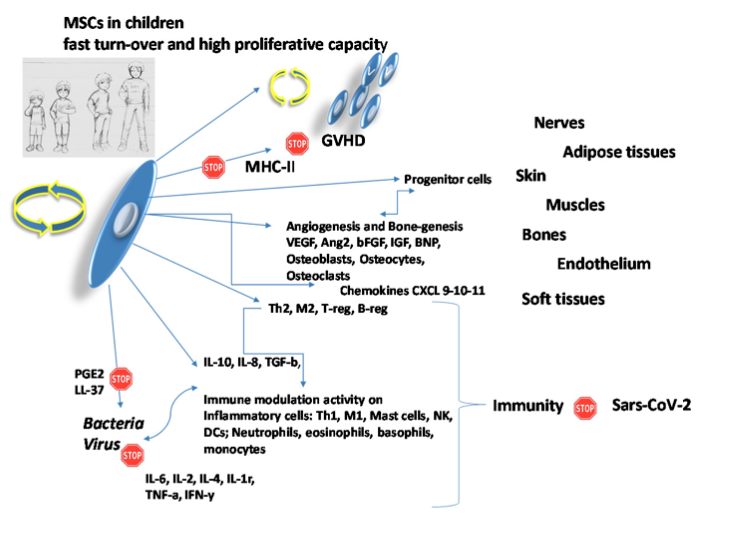 MSCs in children
fast turn-over and high proliferative capacity
STOP
GVHD
STOP
MHC-II
Nerves
Adipose tissues
Progenitor cells
Skin
Muscles
Angiogenesis and Bone-genesis
VEGF, Ang2, bFGF, IGF, BNP,
Osteoblasts, Osteocytes,
Osteoclasts
Bones
Endothelium
Chemokines CXCL 9-10-11
Soft tissues
Th2, M2, T-reg, B-reg
IL-10, IL-8, TGF-b,
PGE2
LL-37
STOP
Immune modulation activity on
Inflammatory cells: Th1, M1, Mast cells, NK,
DCs; Neutrophils, eosinophils, basophils,
monocytes
Immunity
STOP
Sars-CoV-2
Bacteria
Virus
STOP
IL-6, IL-2, IL-4, IL-1r,
TNF-a, IFN-γ